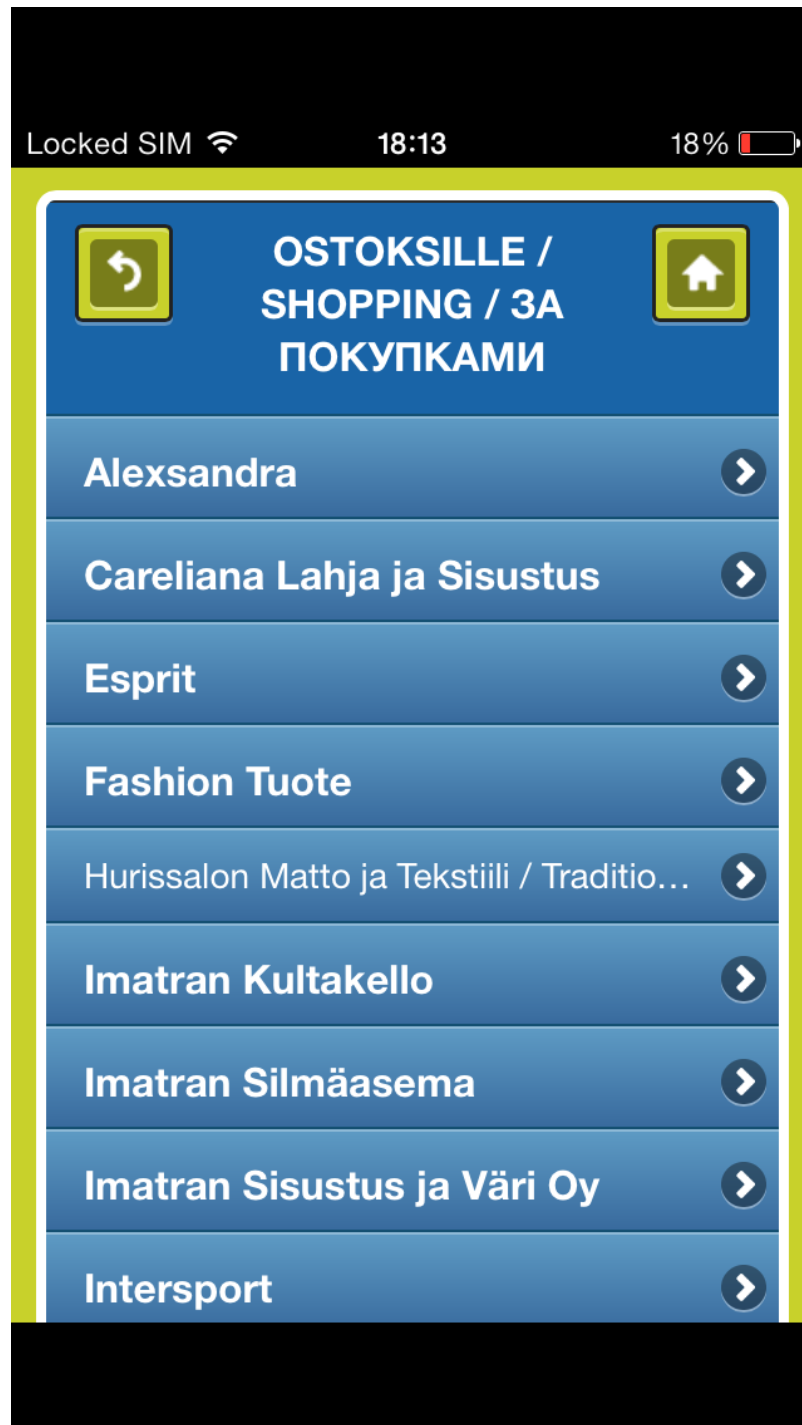 Locked SIM 18:13 18%
OSTOKSILLE /
SHOPPING / ЗА
ПОКУПКАМИ
Alexsandra
Careliana Lahja ja Sisustus
Esprit
Fashion Tuote
Hurissalon Matto ja Tekstiili / Traditio...
Imatran Kultakello
Imatran Silmäasema
Imatran Sisustus ja Väri Oy
Intersport